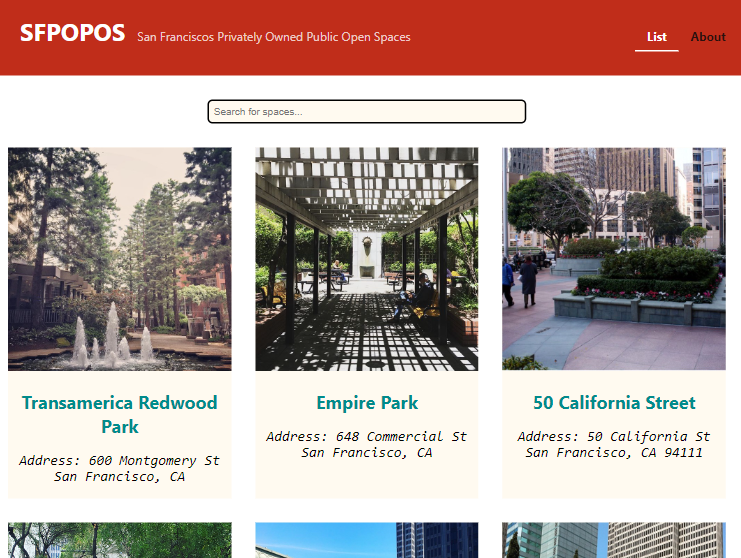 SFPOPOS San Franciscos Privately Owned Public Open Spaces List About
Search for spaces...
Transamerica Redwood
Park
Address: 600 Montgomery St
San Francisco, CA
Empire Park
Address: 648 Commercial St
San Francisco, CA
50 California Street
Address: 50 California St
San Francisco, CA 94111